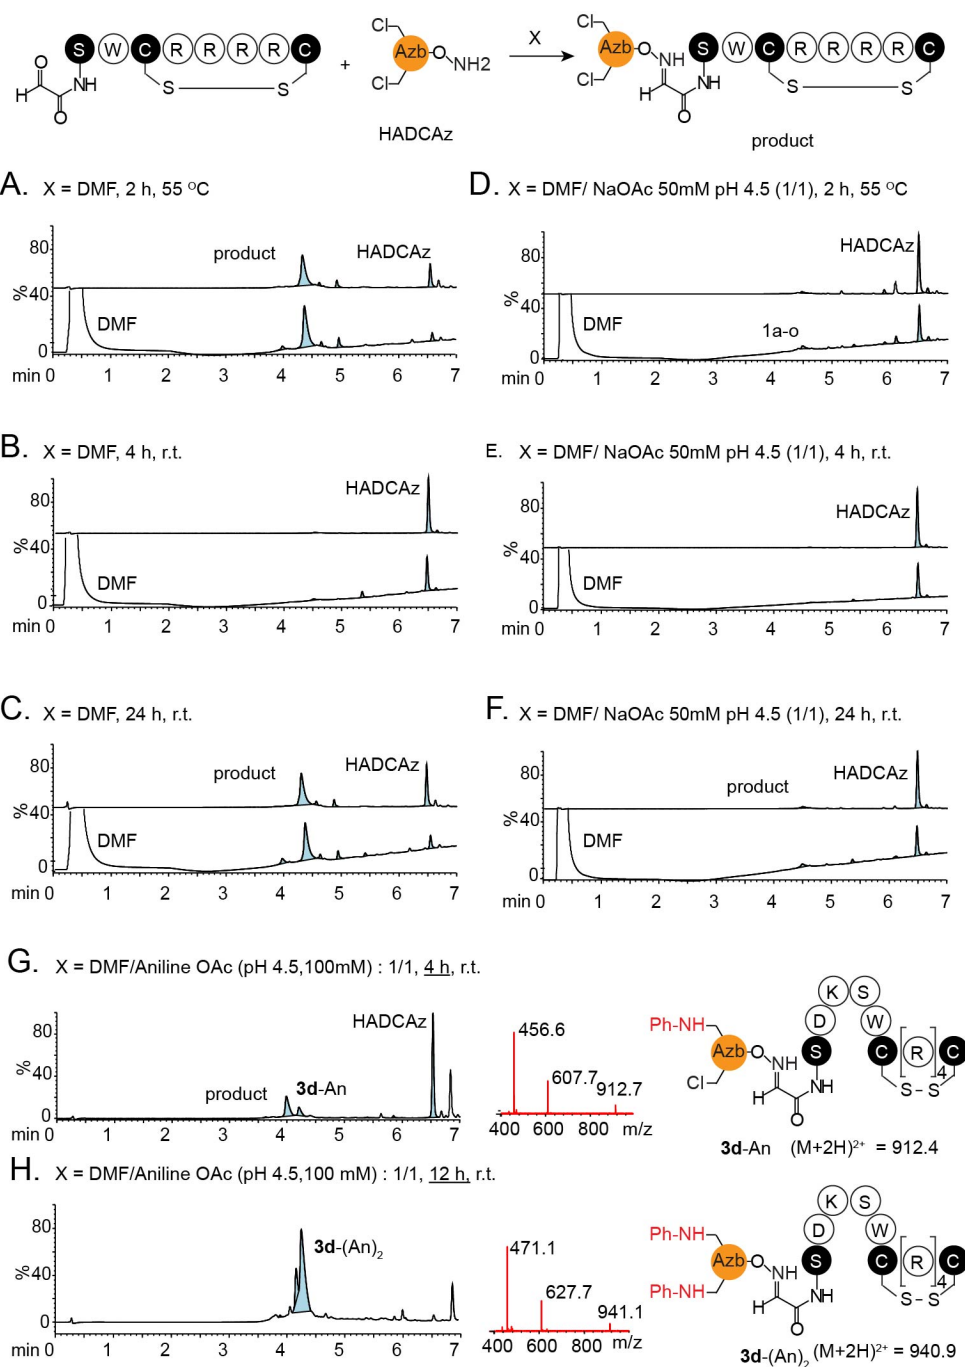 S W C R R R R C
NH
S S
H
O
O
+
Cl
Azb
O
NH2
Cl
HADCAz
X
Cl
Azb
O
NH
Cl
H
O
NH
S W C R R R R C
S S
product
A. X = DMF, 2 h, 55 ºC
80
40
0
%
product
HADCAz
DMF
min 0 1 2 3 4 5 6 7
D. X = DMF/ NaOAc 50mM pH 4.5 (1/1), 2 h, 55 ºC
80
40
0
%
HADCAz
DMF
1a-o
min 0 1 2 3 4 5 6 7
B. X = DMF, 4 h, r.t.
80
40
0
%
HADCAz
DMF
min 0 1 2 3 4 5 6 7
E. X = DMF/ NaOAc 50mM pH 4.5 (1/1), 4 h, r.t.
80
40
0
%
HADCAz
DMF
min 0 1 2 3 4 5 6 7
C. X = DMF, 24 h, r.t.
80
40
0
%
product
HADCAz
DMF
min 0 1 2 3 4 5 6 7
F. X = DMF/ NaOAc 50mM pH 4.5 (1/1), 24 h, r.t.
80
40
0
%
product
HADCAz
DMF
min 0 1 2 3 4 5 6 7
G. X = DMF/Aniline OAc (pH 4.5,100mM) : 1/1, 4 h, r.t.
80
40
0
%
HADCAz
product
3d-An
min 0 1 2 3 4 5 6 7
456.6
607.7
912.7
400 600 800 m/z
Ph-NH
Azb
O
NH
Cl
H
O
NH
S D K S W C R C
4
S-S
3d-An (M+2H)2+ = 912.4
H. X = DMF/Aniline OAc (pH 4.5,100 mM) : 1/1, 12 h, r.t.
80
40
0
%
3d-(An)2
min 0 1 2 3 4 5 6 7
471.1
627.7
941.1
400 600 800 m/z
Ph-NH
Azb
O
NH
Ph-NH
H
O
NH
S D K S W C R C
4
S-S
3d-(An)2 (M+2H)2+ = 940.9